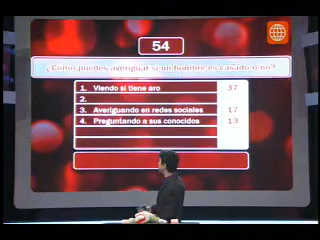 54
¿Cómo puedes averiguar si un hombre es casado o no?
1. Viendo si tiene aro 37
2.
3. Averiguando en redes sociales 17
4. Preguntando a sus conocidos 13